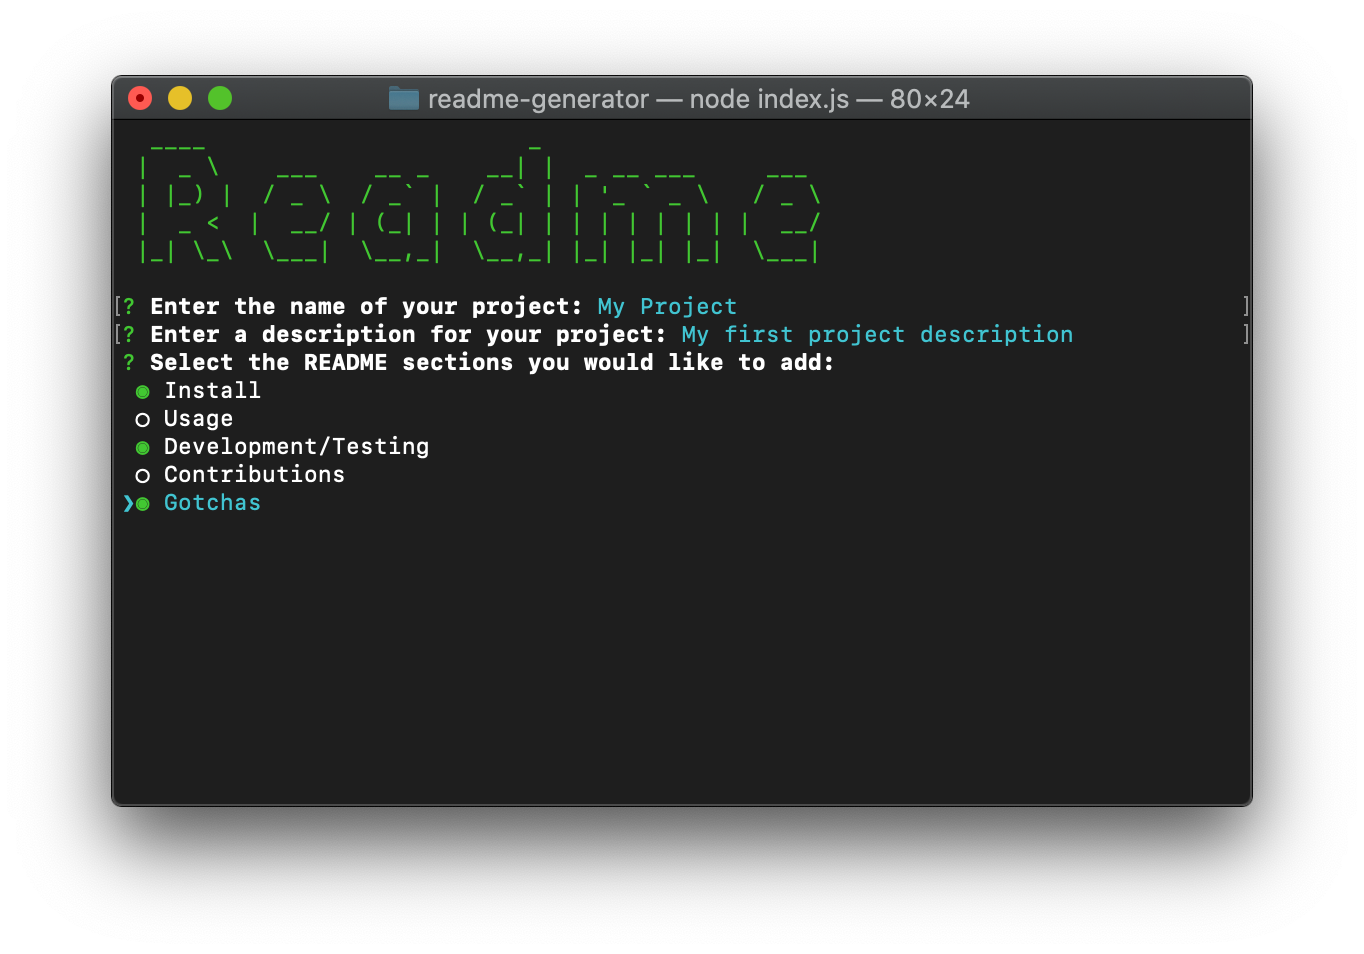 readme-generator — node index.js — 80×24
Readme
[? Enter the name of your project: My Project ]
[? Enter a description for your project: My first project description ]
? Select the README sections you would like to add:
◉ Install
◯ Usage
◉ Development/Testing
◯ Contributions
❯◉ Gotchas